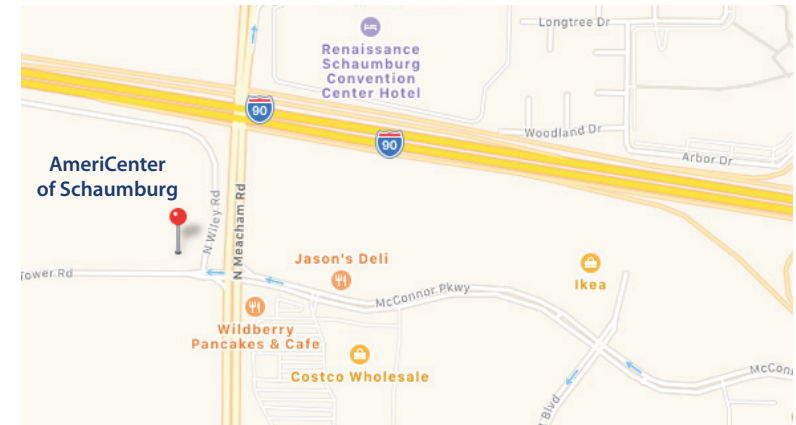 Longtree Dr
Renaissance
Schaumburg
Convention
Center Hotel
90
90
Woodland Dr
Arbor Dr
AmeriCenter
of Schaumburg
N Wiley Rd
N Meacham Rd
Tower Rd
Jason's Deli
McConnor Pkwy
Ikea
Wildberry
Pancakes & Cafe
Costco Wholesale
McConn
Blvd